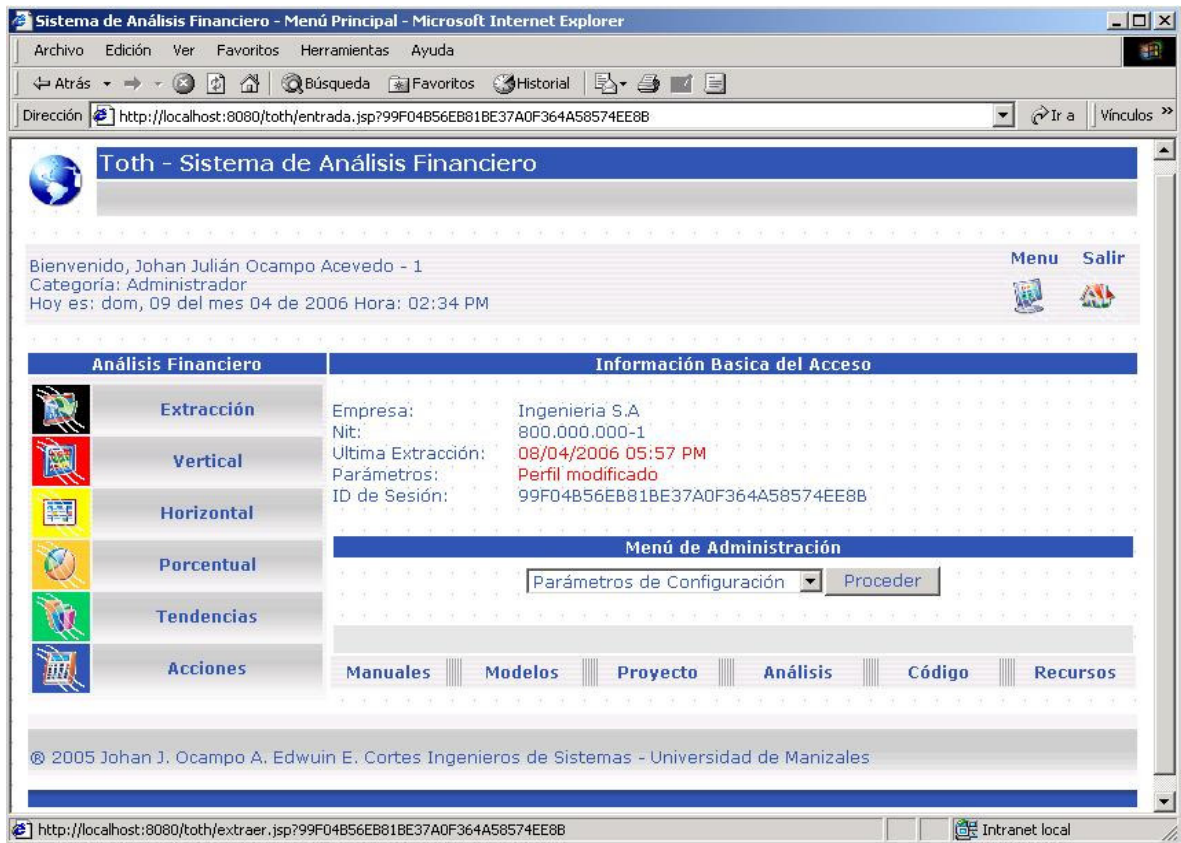 Sistema de Análisis Financiero - Menú Principal - Microsoft Internet Explorer
Archivo Edición Ver Favoritos Herramientas Ayuda
Atrás Búsqueda Favoritos Historial
Dirección http://localhost:8080/toth/entrada.jsp?99F04B56EB81BE37A0F364A58574EE8B Ir a Vínculos »
Toth - Sistema de Análisis Financiero
Menu Salir
Bienvenido, Johan Julián Ocampo Acevedo - 1
Categoría: Administrador
Hoy es: dom, 09 del mes 04 de 2006 Hora: 02:34 PM
Análisis Financiero
Extracción
Vertical
Horizontal
Porcentual
Tendencias
Acciones
Información Basica del Acceso
Empresa: Ingenieria S.A
Nit: 800.000.000-1
Ultima Extracción: 08/04/2006 05:57 PM
Parámetros: Perfil modificado
ID de Sesión: 99F04B56EB81BE37A0F364A58574EE8B
Menú de Administración
Parámetros de Configuración Proceder
Manuales Modelos Proyecto Análisis Código Recursos
® 2005 Johan J. Ocampo A. Edwuin E. Cortes Ingenieros de Sistemas - Universidad de Manizales
http://localhost:8080/toth/extraer.jsp?99F04B56EB81BE37A0F364A58574EE8B Intranet local